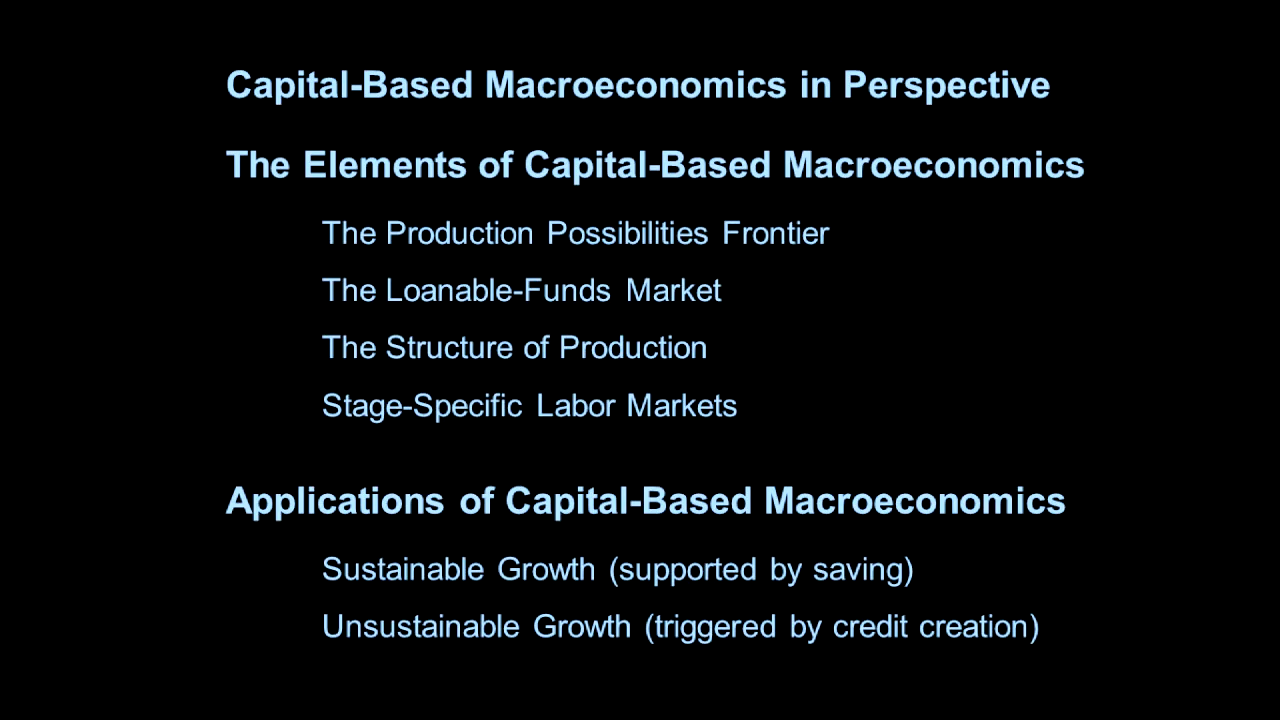 Capital-Based Macroeconomics in Perspective
The Elements of Capital-Based Macroeconomics
The Production Possibilities Frontier
The Loanable-Funds Market
The Structure of Production
Stage-Specific Labor Markets
Applications of Capital-Based Macroeconomics
Sustainable Growth (supported by saving)
Unsustainable Growth (triggered by credit creation)